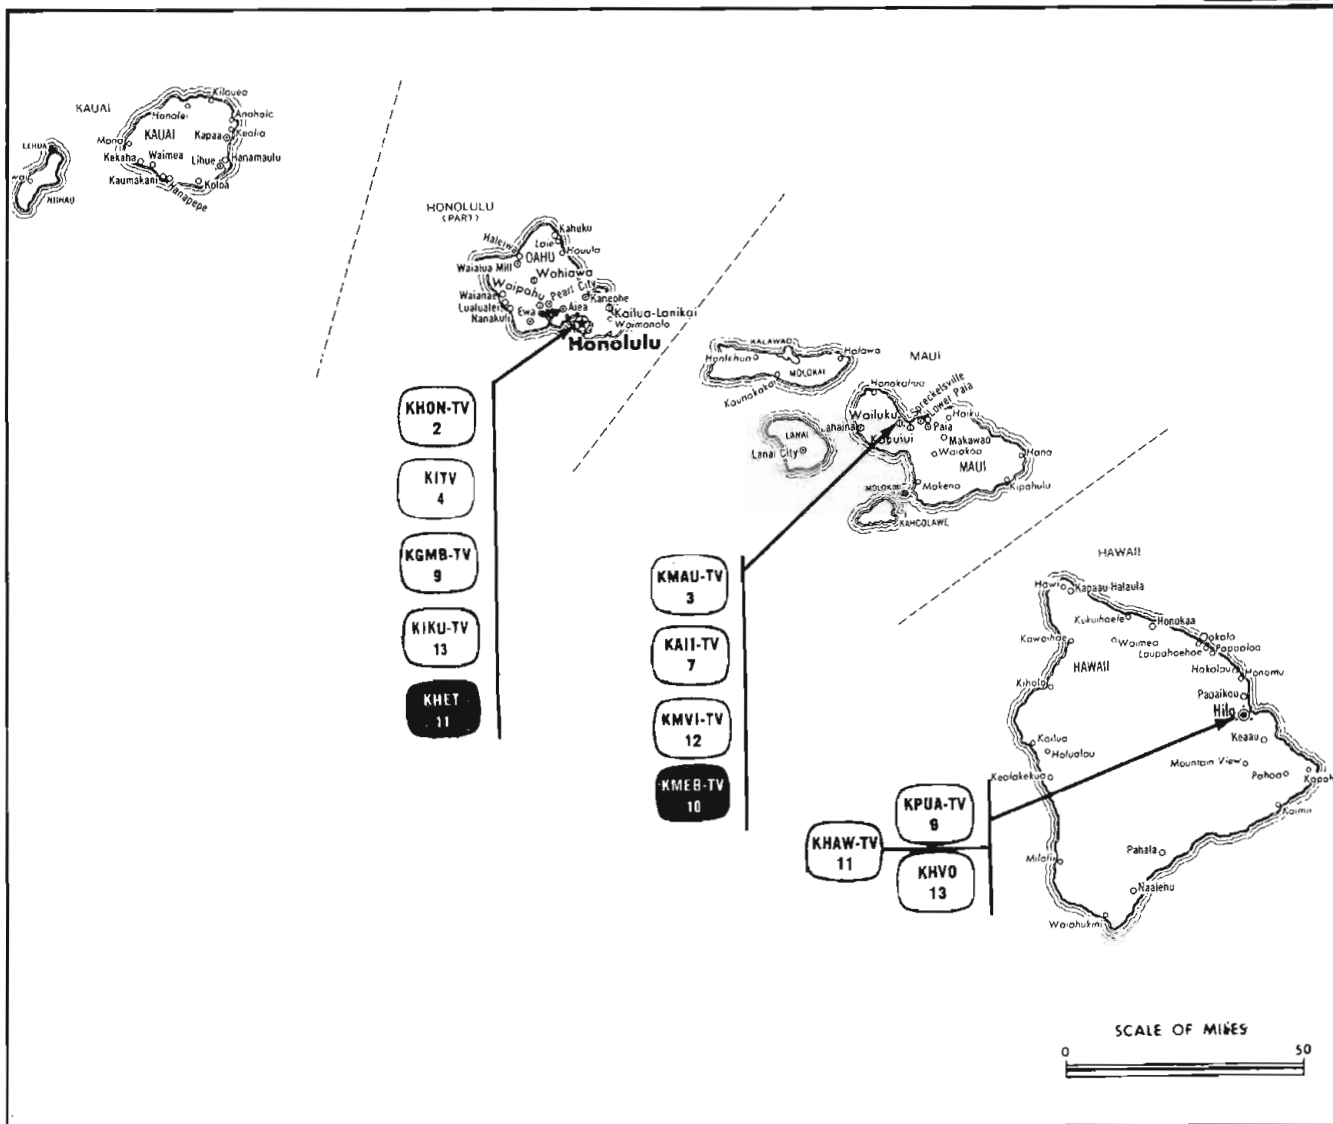 KAUAI
Kilauea
Hanalei
Anahola
Kealia
KAUAI
Kapaa
Mana
LEHUA
Kekaha
Waimea
Lihue
Hanamaulu
Kaumakani
Hanapepe
Koloa
NIIHAU
HONOLULU
(PART)
Kahuku
Haleiwa
Laie
OAHU
Hauula
Waialua Mill
Wahiawa
Waipahu
Pearl City
Waianae
Kaneohe
Lualualei
Ewa
Aiea
Kailua-Lanikai
Nanakuli
Waimanalo
Honolulu
KHON-TV
2
KITV
4
KGMB-TV
9
KIKU-TV
13
KHET
11
KALAWAO
Halawa
MAUI
MOLOKAI
Kaunakakai
Honokahua
Spreckelsville
Lower Paia
Haiku
Wailuku
Lahaina
Kahului
Paia
LANAI
Makawao
Lanai City
Waiakoa
Hana
MAUI
MOLOKINI
Makena
Kipahulu
KAHOOLAWE
KMAU-TV
3
KAII-TV
7
KMVI-TV
12
KMEB-TV
10
HAWAII
Hawi
Kapaau-Halaula
Kukuihaele
Honokaa
Kawaihae
Waimea
Ookala
Papaaloa
Laupahoehoe
HAWAII
Hakalau
Honomu
Kiholo
Papaikou
Hilo
Kailua
Keaau
Holualoa
Mountain View
Pahoa
Kealakekua
KPUA-TV
9
KHAW-TV
11
KHVO
13
Milolii
Pahala
Naalehu
Waiohukini
SCALE OF MILES
0
50